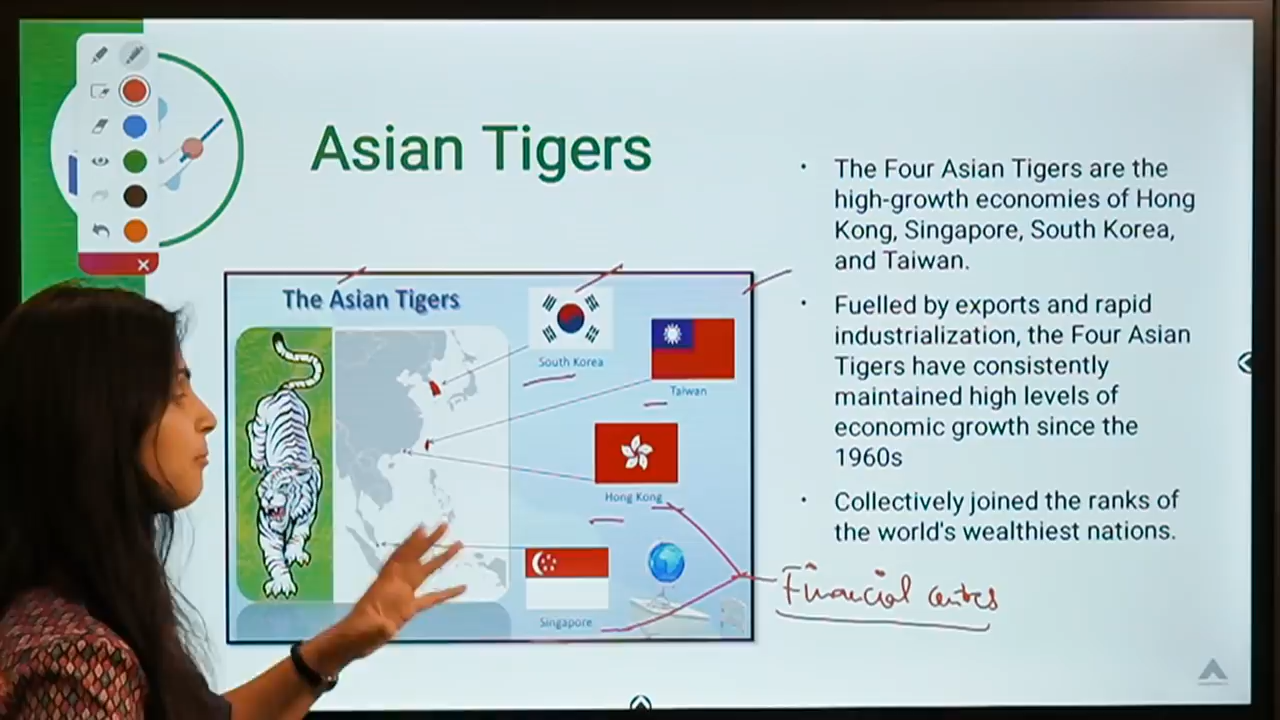 Asian Tigers
The Asian Tigers
South Korea
Taiwan
Hong Kong
Singapore
• The Four Asian Tigers are the
high-growth economies of Hong
Kong, Singapore, South Korea,
and Taiwan.
• Fuelled by exports and rapid
industrialization, the Four Asian
Tigers have consistently
maintained high levels of
economic growth since the
1960s
• Collectively joined the ranks of
the world's wealthiest nations.
Financial centres